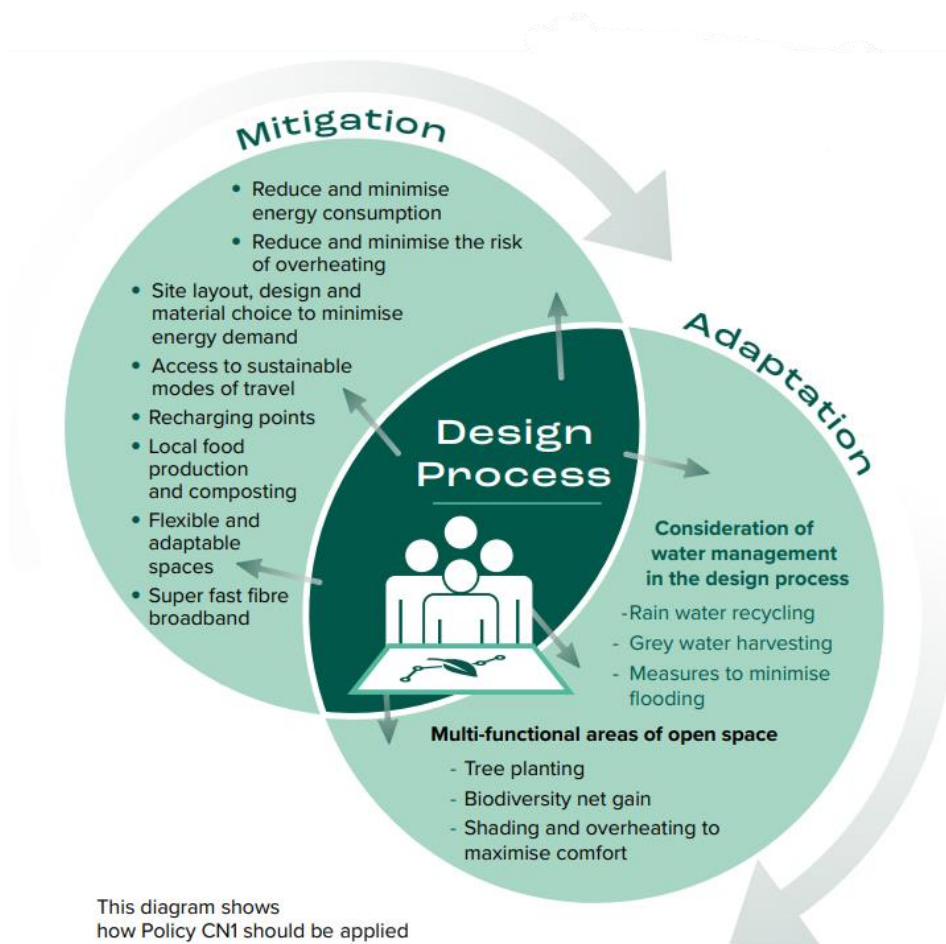 Mitigation
• Reduce and minimise
energy consumption
• Reduce and minimise the risk
of overheating
• Site layout, design and
material choice to minimise
energy demand
• Access to sustainable
modes of travel
• Recharging points
• Local food
production
and composting
• Flexible and
adaptable
spaces
• Super fast fibre
broadband
Design
Process
Adaptation
Consideration of
water management
in the design process
-Rain water recycling
- Grey water harvesting
- Measures to minimise
flooding
Multi-functional areas of open space
- Tree planting
- Biodiversity net gain
- Shading and overheating to
maximise comfort
This diagram shows
how Policy CN1 should be applied